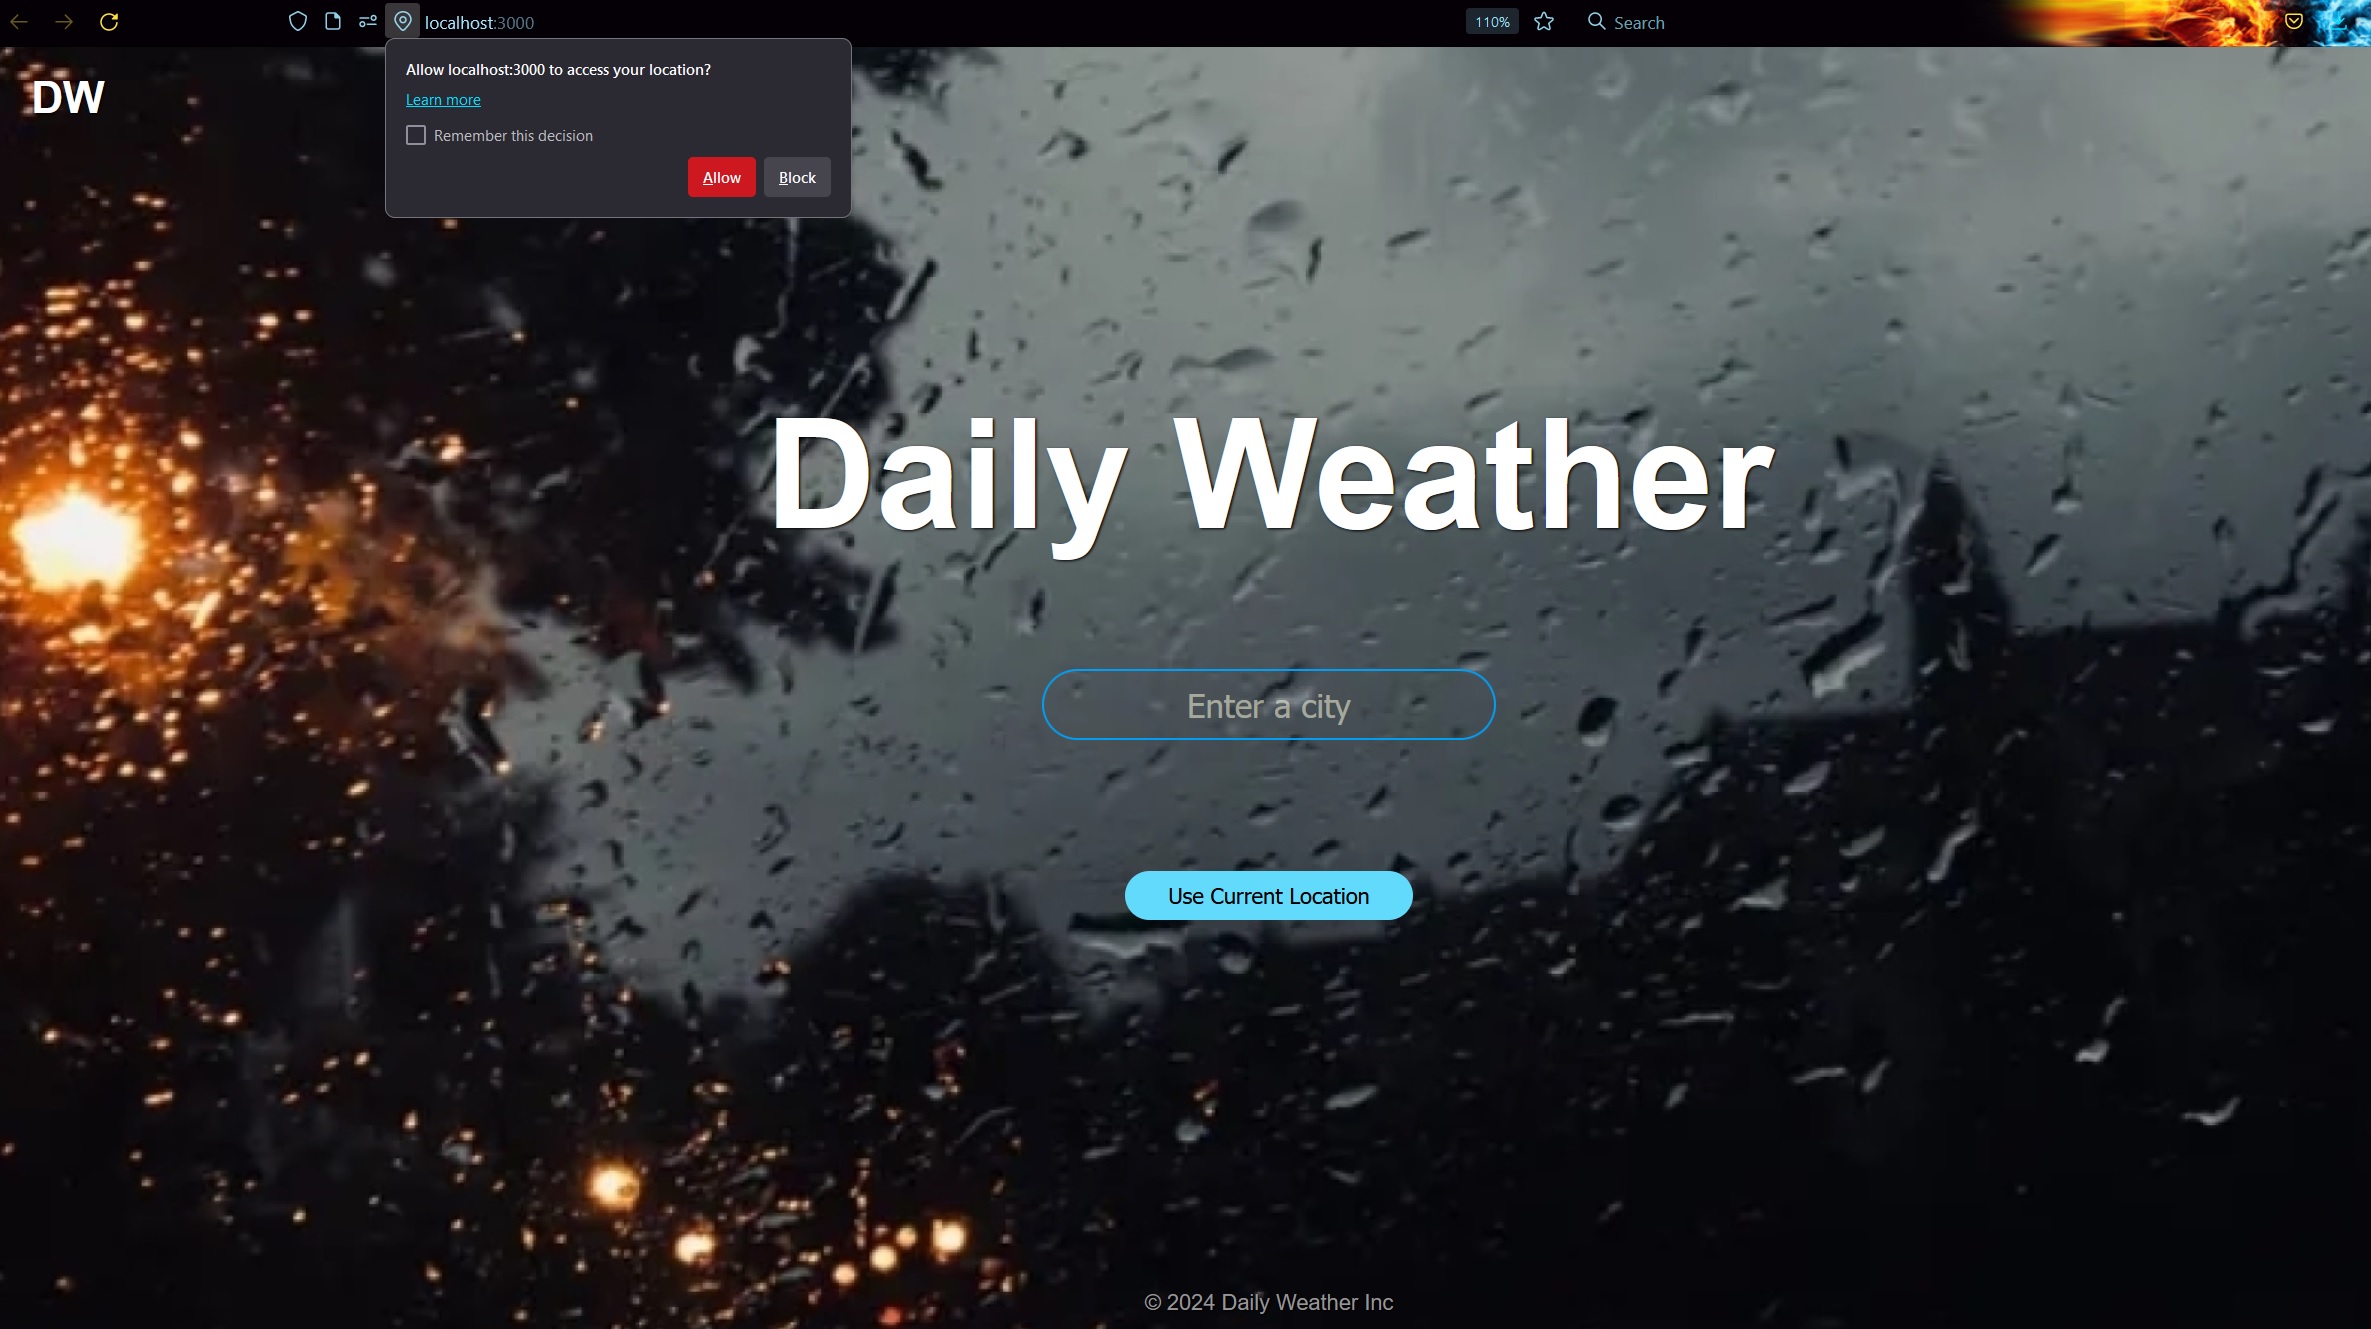 localhost:3000
110%
Search
Allow localhost:3000 to access your location?
Learn more
Remember this decision
Allow
Block
DW
Daily Weather
Enter a city
Use Current Location
© 2024 Daily Weather Inc